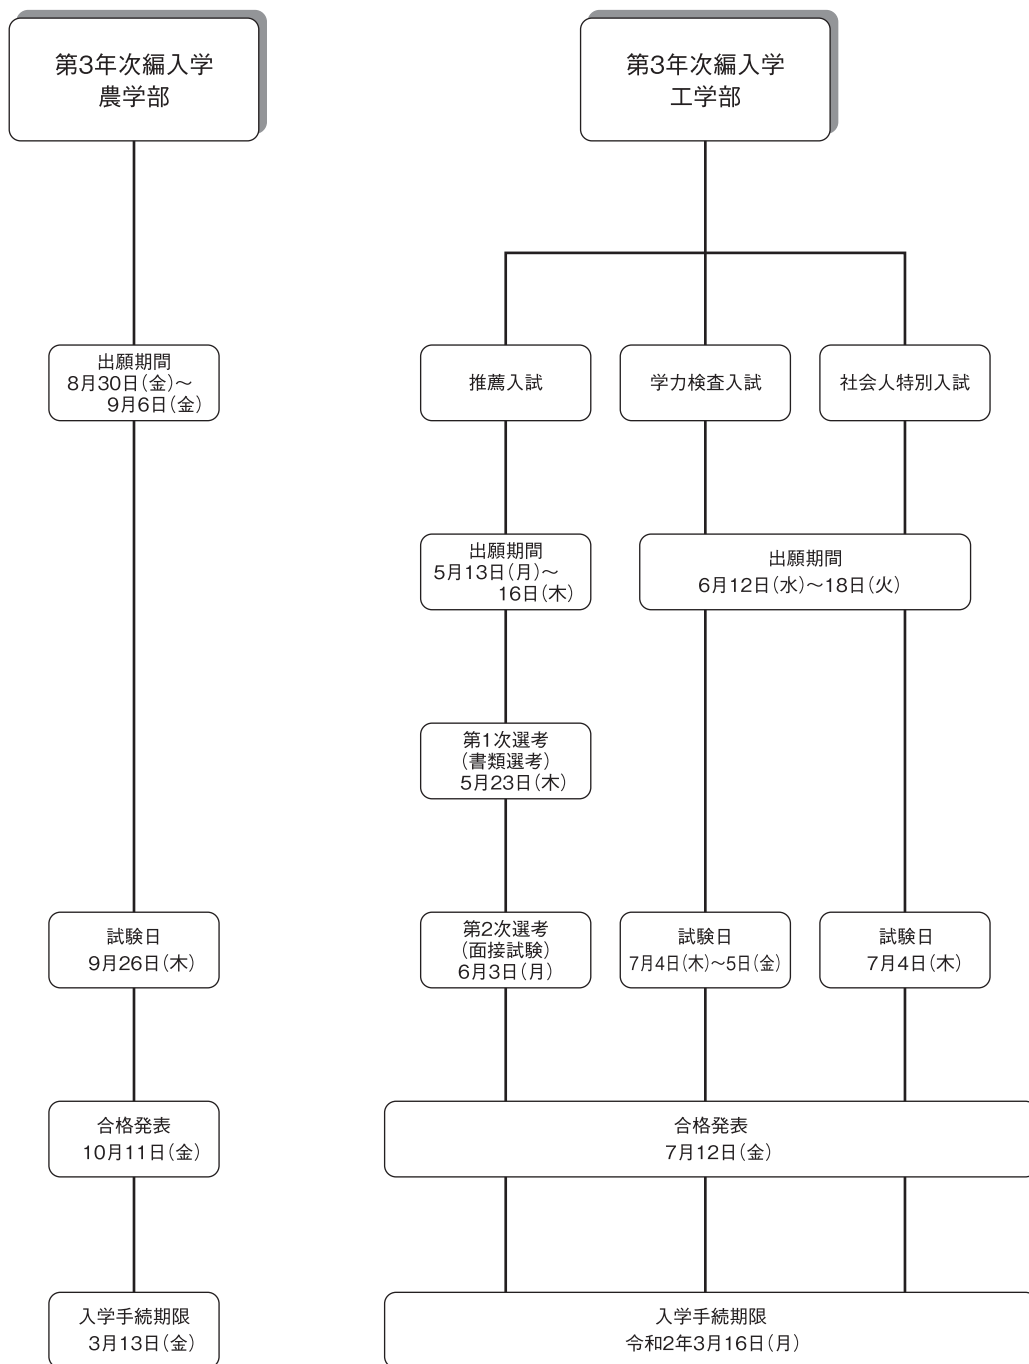 第3年次編入学
農学部
出願期間
8月30日(金)～
9月6日(金)
試験日
9月26日(木)
合格発表
10月11日(金)
入学手続期限
3月13日(金)
第3年次編入学
工学部
推薦入試
学力検査入試
社会人特別入試
出願期間
5月13日(月)～
16日(木)
出願期間
6月12日(水)～18日(火)
第1次選考
(書類選考)
5月23日(木)
第2次選考
(面接試験)
6月3日(月)
試験日
7月4日(木)～5日(金)
試験日
7月4日(木)
合格発表
7月12日(金)
入学手続期限
令和2年3月16日(月)